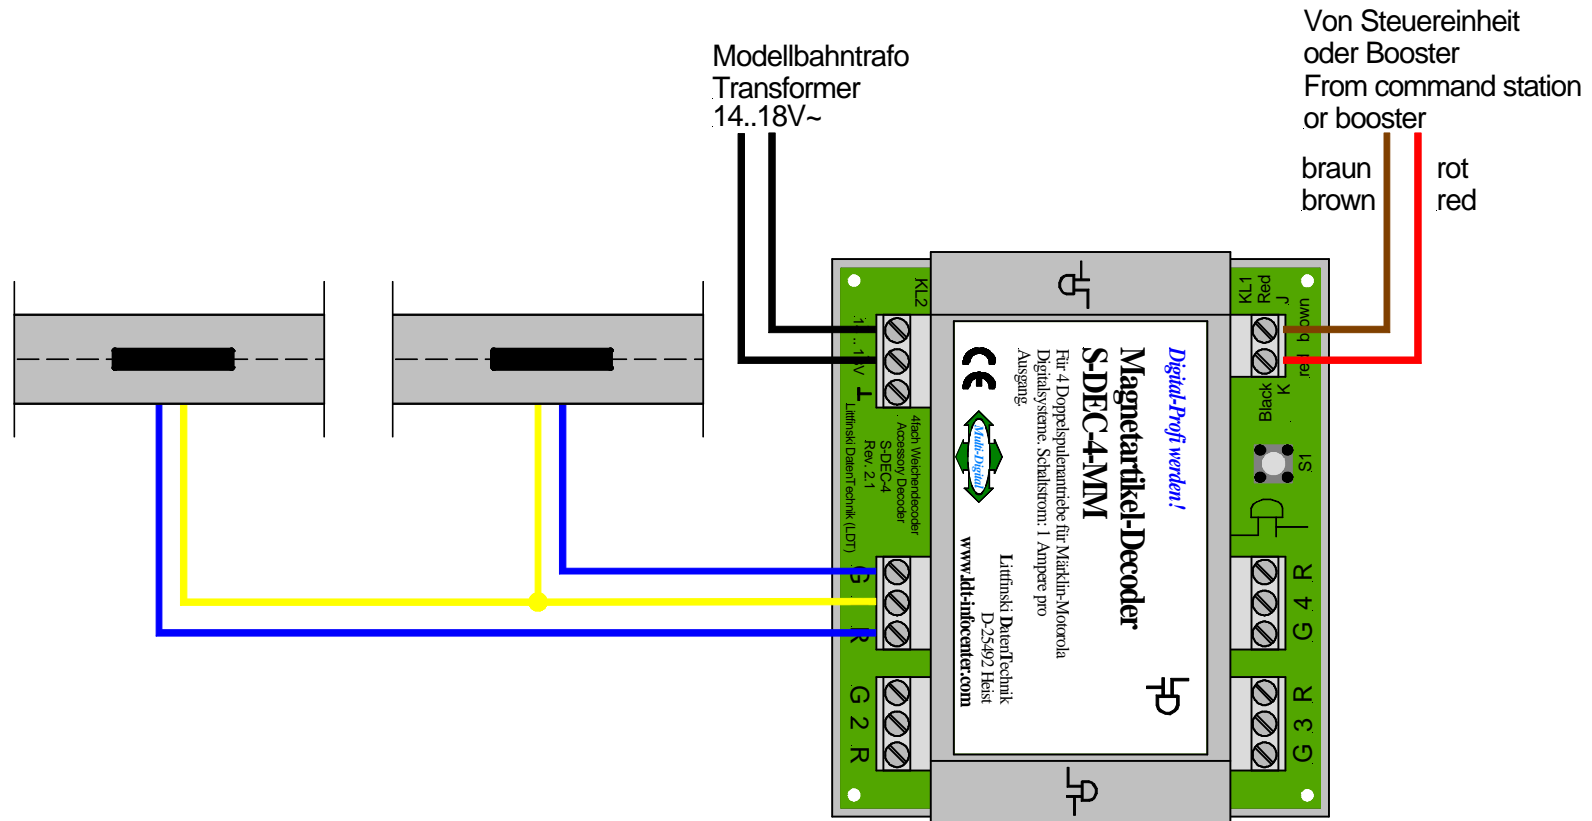 Modellbahntrafo
Transformer
14..18V~
Von Steuereinheit
oder Booster
From command station
or booster
braun
brown
rot
red
KL2
⊥
4fach Weichendecoder
Accessory Decoder
S-DEC-4
Rev. 2.1
Littfinski DatenTechnik (LDT)
G
R
G
2
R
Digital-Profi werden!
Magnetartikel-Decoder
S-DEC-4-MM
Für 4 Doppelspulenantriebe für Märklin-Motorola
Digitalsysteme. Schaltstrom: 1 Ampere pro
Ausgang.
CE
Multi-Digital
Littfinski DatenTechnik
D-25492 Heist
www.ldt-infocenter.com
KL1
Red
J
brown
red
Black
K
S1
R
4
G
R
3
G